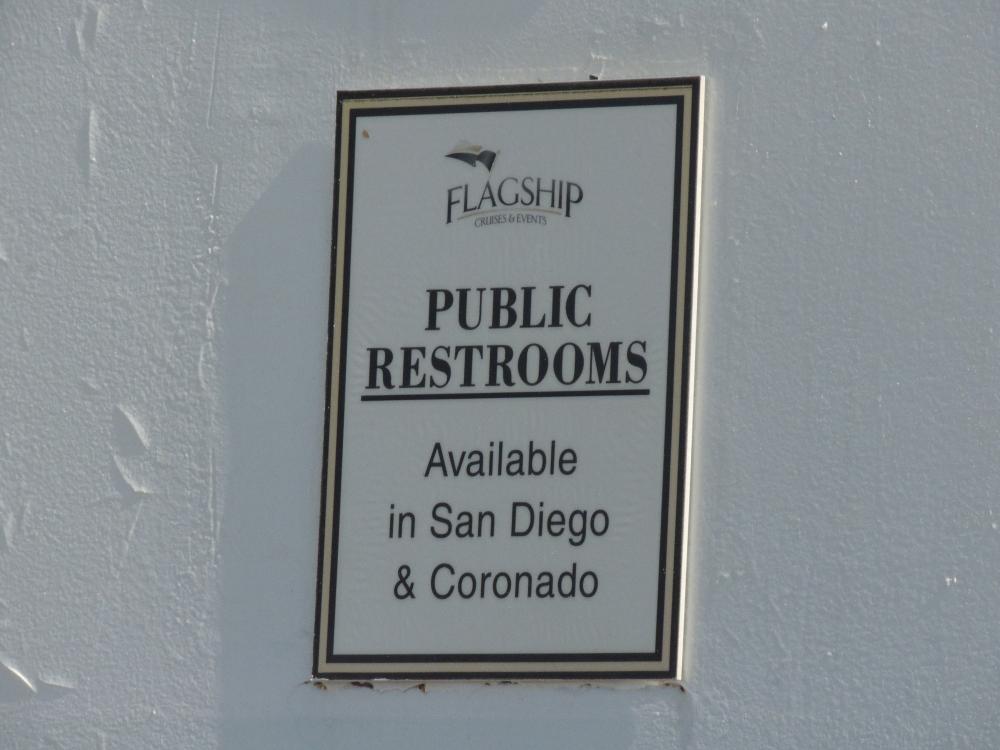 FLAGSHIP
CRUISES & EVENTS
PUBLIC
RESTROOMS
Available
in San Diego
& Coronado